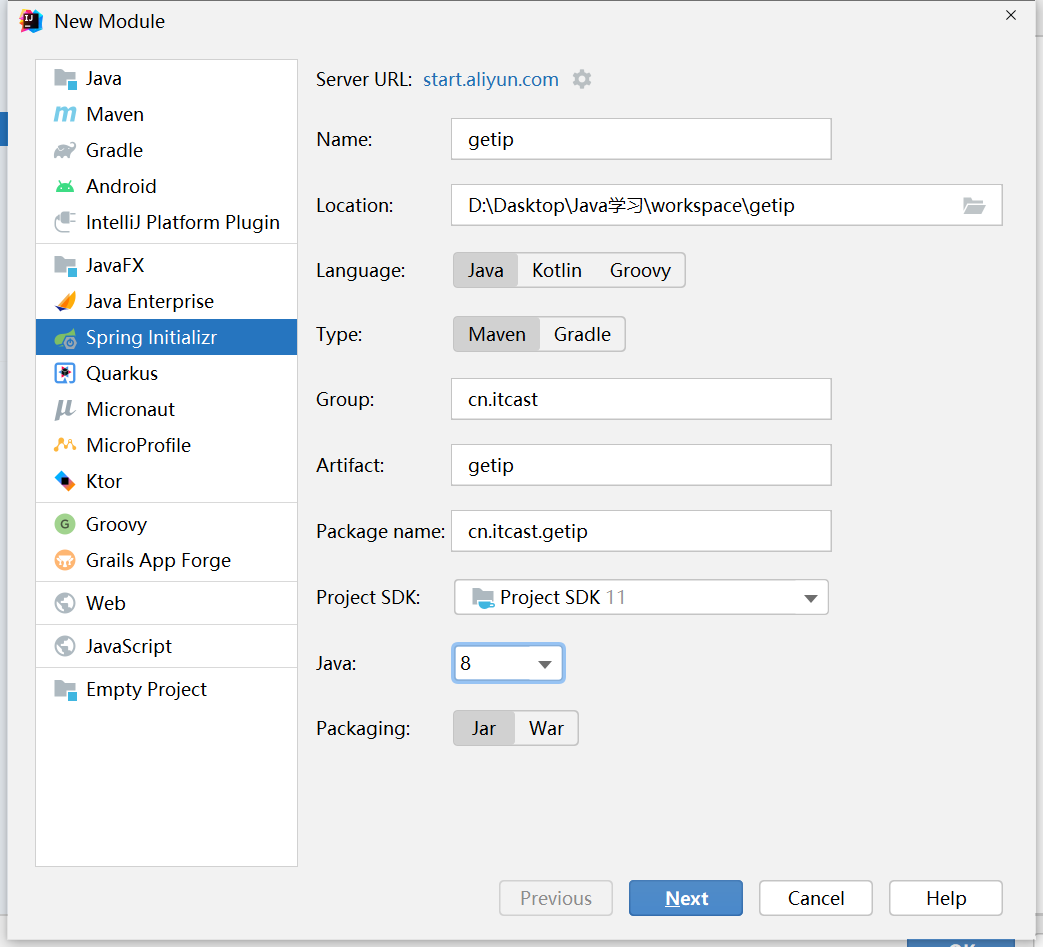 New Module
Java
Maven
Gradle
Android
IntelliJ Platform Plugin
JavaFX
Java Enterprise
Spring Initializr
Quarkus
Micronaut
MicroProfile
Ktor
Groovy
Grails App Forge
Web
JavaScript
Empty Project
Server URL: start.aliyun.com
Name: getip
Location: D:\Dasktop\Java学习\workspace\getip
Language: Java Kotlin Groovy
Type: Maven Gradle
Group: cn.itcast
Artifact: getip
Package name: cn.itcast.getip
Project SDK: Project SDK 11
Java: 8
Packaging: Jar War
Previous Next Cancel Help